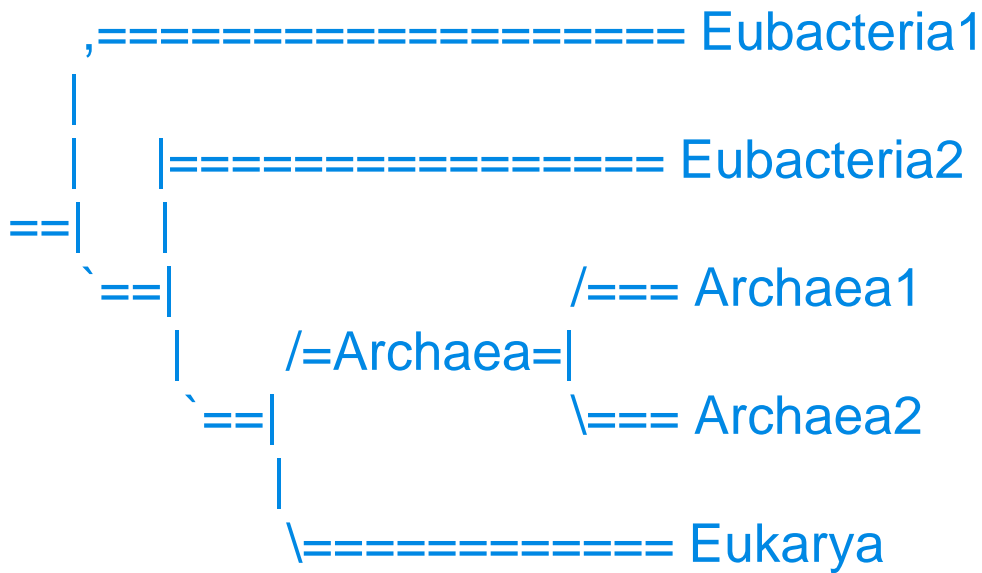 ,=================== Eubacteria1
|
| |================ Eubacteria2
==| |
`==| /=== Archaea1
| /=Archaea=|
`==| \=== Archaea2
|
\============ Eukarya